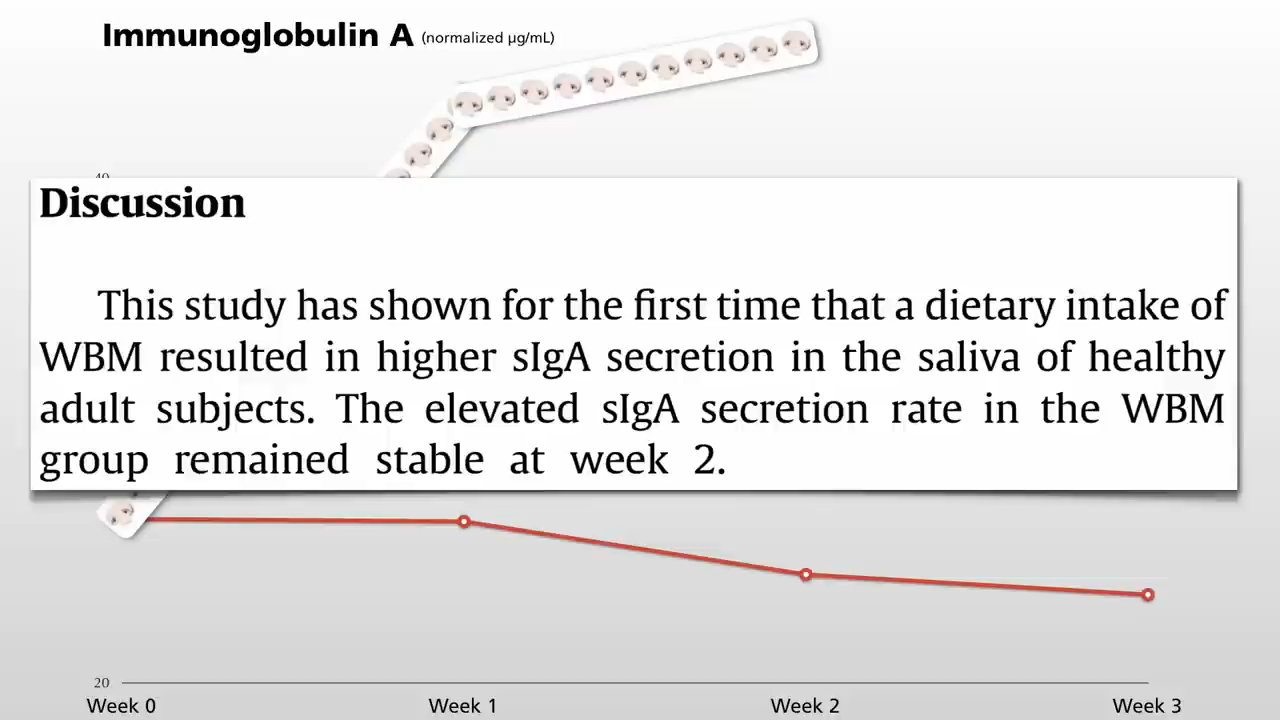 Immunoglobulin A (normalized µg/mL)
40
Discussion
This study has shown for the first time that a dietary intake of
WBM resulted in higher sIgA secretion in the saliva of healthy
adult subjects. The elevated sIgA secretion rate in the WBM
group remained stable at week 2.
20
Week 0 Week 1 Week 2 Week 3